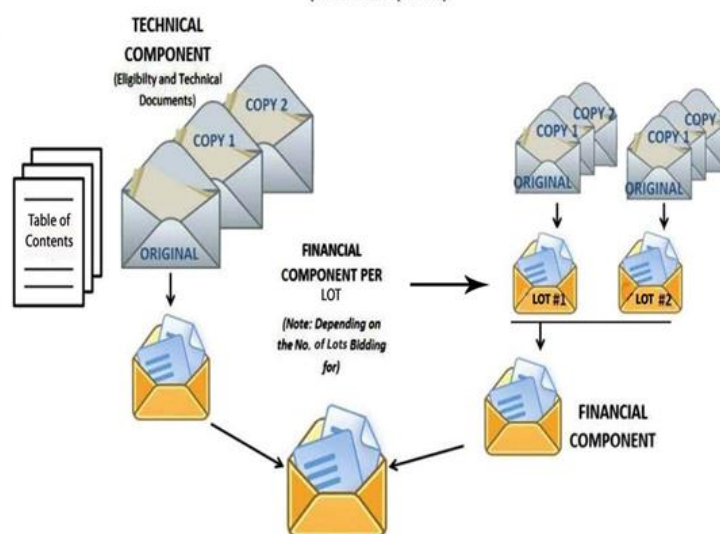 TECHNICAL
COMPONENT
(Eligibilty and Technical
Documents)
COPY 2
COPY 1
ORIGINAL
Table of
Contents
FINANCIAL
COMPONENT PER
LOT
(Note: Depending on
the No. of Lots Bidding
for)
COPY 2
COPY 1
ORIGINAL
COPY
COPY 1
ORIGINAL
LOT #1
LOT #2
FINANCIAL
COMPONENT